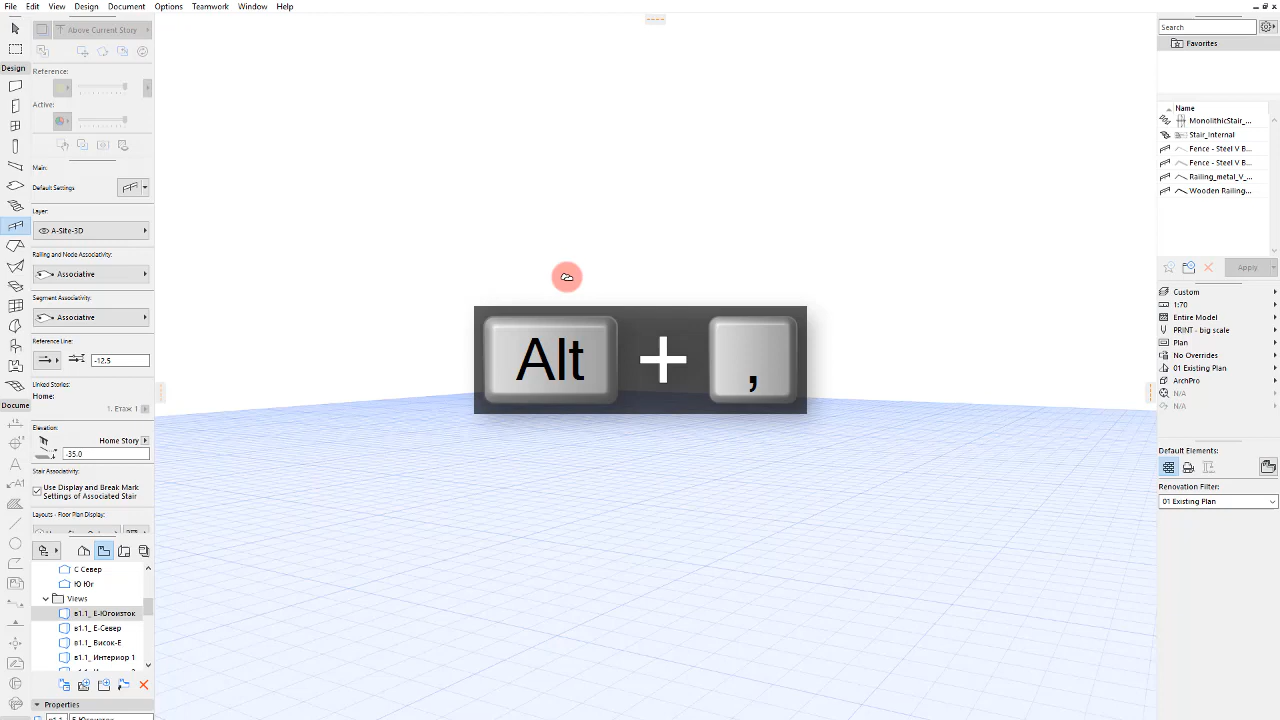 File Edit View Design Document Options Teamwork Window Help
Above Current Story
Reference:
Active:
Main:
Default Settings
Layer:
A-Site-3D
Railing and Node Associativity:
Associative
Segment Associativity:
Associative
Reference Line:
-12.5
Linked Stories:
Home:
1. Етаж 1
Elevation:
Home Story
-35.0
Stair Associativity:
Use Display and Break Mark
Settings of Associated Stair
Layouts - Floor Plan Display:
С Север
Ю Юг
Views
в1.1_ Е-Югоизток
в1.1_ Е-Север
в1.1_ Висок-Е
в1.1_ Интериор 1
Properties
Design
Docume
Alt + ,
Search
Favorites
Name
MonolithicStair_...
Stair_Internal
Fence - Steel V B...
Fence - Steel V B...
Railing_metal_V_...
Wooden Railing...
Apply
Custom
1:70
Entire Model
PRINT - big scale
Plan
No Overrides
01 Existing Plan
ArchPro
N/A
N/A
Default Elements:
Renovation Filter:
01 Existing Plan